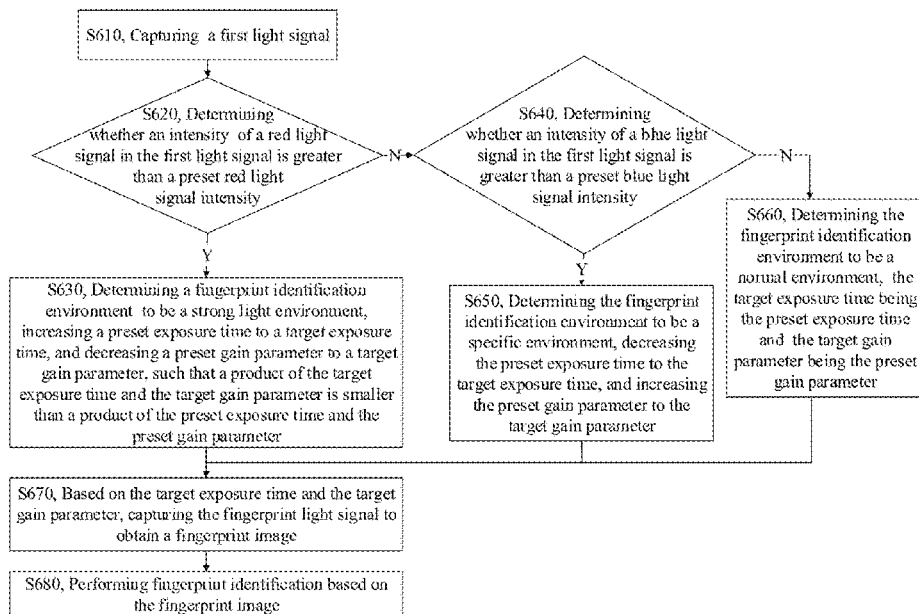 S610, Capturing a first light signal
S620, Determining
whether an intensity of a red light
signal in the first light signal is greater
than a preset red light
signal intensity
N
S640, Determining
whether an intensity of a blue light
signal in the first light signal is
greater than a preset blue light
signal intensity
N
Y
Y
S630, Determining a fingerprint identification
environment to be a strong light environment,
increasing a preset exposure time to a target exposure
time, and decreasing a preset gain parameter to a target
gain parameter, such that a product of the target
exposure time and the target gain parameter is smaller
than a product of the preset exposure time and the
preset gain parameter
S650, Determining the fingerprint
identification environment to be a
specific environment, decreasing
the preset exposure time to the
target exposure time, and increasing
the preset gain parameter to the
target gain parameter
S660, Determining the
fingerprint identification
environment to be a
normal environment, the
target exposure time being
the preset exposure time
and the target gain
parameter being the preset
gain parameter
S670, Based on the target exposure time and the target
gain parameter, capturing the fingerprint light signal to
obtain a fingerprint image
S680, Performing fingerprint identification based on
the fingerprint image